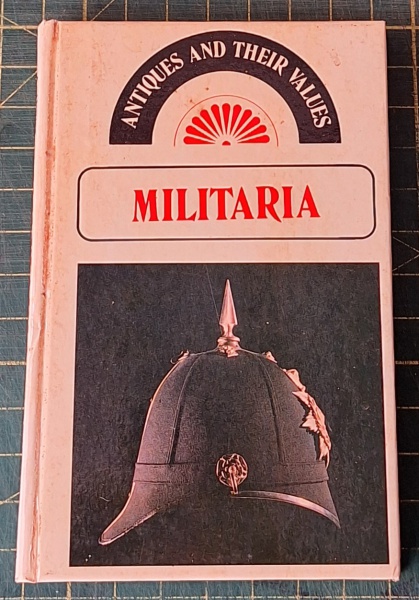 ANTIQUES AND THEIR VALUES
MILITARIA